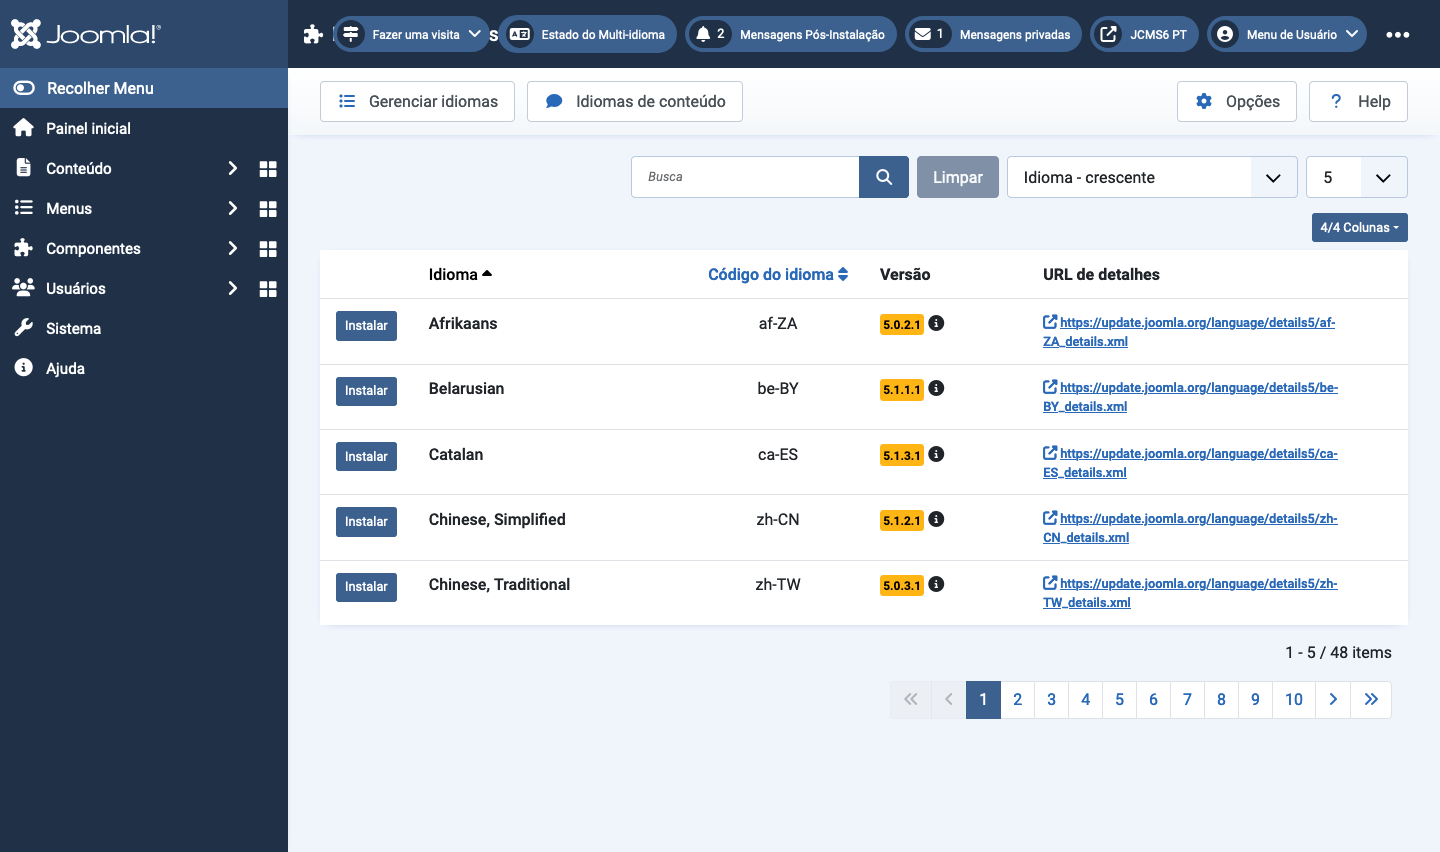 Joomla!®
Fazer uma visita
Estado do Multi-idioma
2 Mensagens Pós-Instalação
1 Mensagens privadas
JCMS6 PT
Menu de Usuário
Recolher Menu
Painel inicial
Conteúdo
Menus
Componentes
Usuários
Sistema
Ajuda
Gerenciar idiomas
Idiomas de conteúdo
Opções
? Help
Busca
Limpar
Idioma - crescente
5
4/4 Colunas
Idioma Código do idioma Versão URL de detalhes
Instalar Afrikaans af-ZA 5.0.2.1 https://update.joomla.org/language/details5/af-
ZA_details.xml
Instalar Belarusian be-BY 5.1.1.1 https://update.joomla.org/language/details5/be-
BY_details.xml
Instalar Catalan ca-ES 5.1.3.1 https://update.joomla.org/language/details5/ca-
ES_details.xml
Instalar Chinese, Simplified zh-CN 5.1.2.1 https://update.joomla.org/language/details5/zh-
CN_details.xml
Instalar Chinese, Traditional zh-TW 5.0.3.1 https://update.joomla.org/language/details5/zh-
TW_details.xml
1 - 5 / 48 items
1 2 3 4 5 6 7 8 9 10